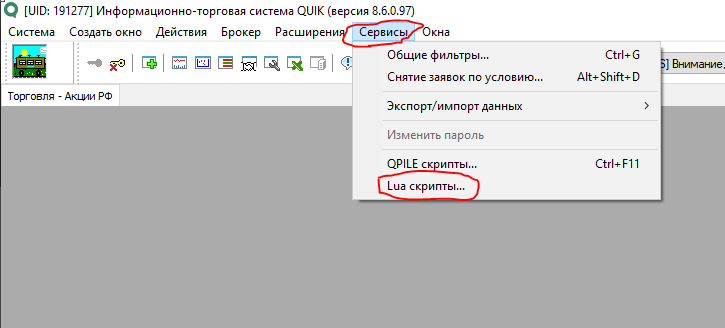 [UID: 191277] Информационно-торговая система QUIK (версия 8.6.0.97)
Система Создать окно Действия Брокер Расширения Сервисы Окна
Общие фильтры... Ctrl+G
Снятие заявок по условию... Alt+Shift+D
S] Внимание,
Торговля - Акции РФ
Экспорт/импорт данных
Изменить пароль
QPILE скрипты... Ctrl+F11
Lua скрипты...